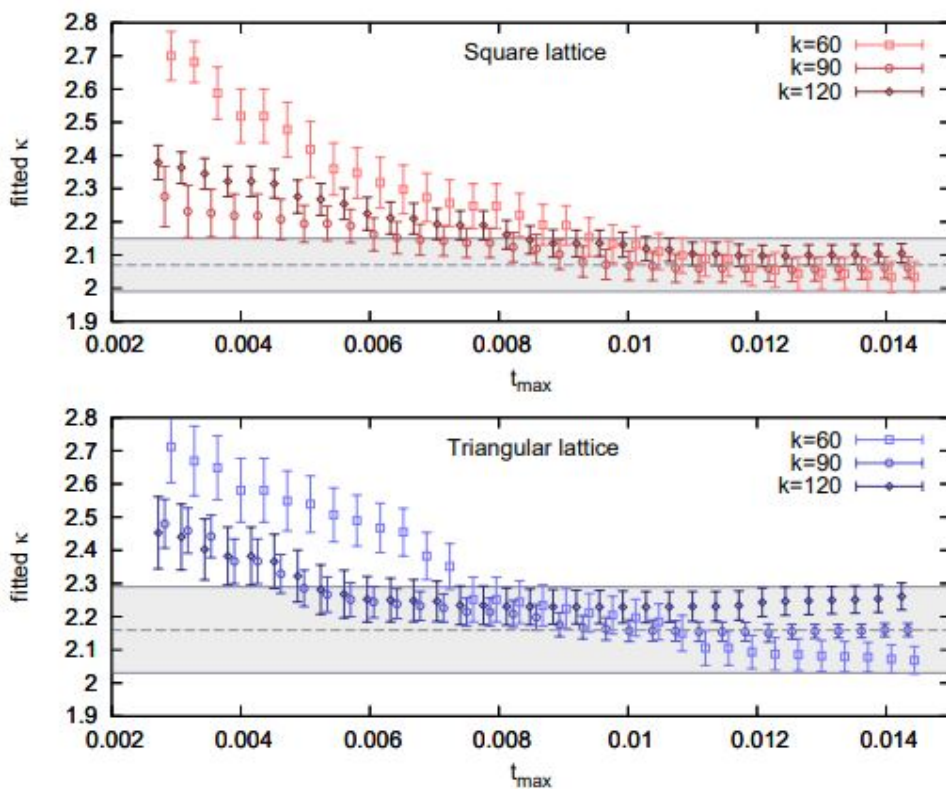 2.8
2.7
2.6
2.5
2.4
2.3
2.2
2.1
2
1.9
fitted κ
Square lattice
k=60
k=90
k=120
0.002 0.004 0.006 0.008 0.01 0.012 0.014
t_max
2.8
2.7
2.6
2.5
2.4
2.3
2.2
2.1
2
1.9
fitted κ
Triangular lattice
k=60
k=90
k=120
0.002 0.004 0.006 0.008 0.01 0.012 0.014
t_max